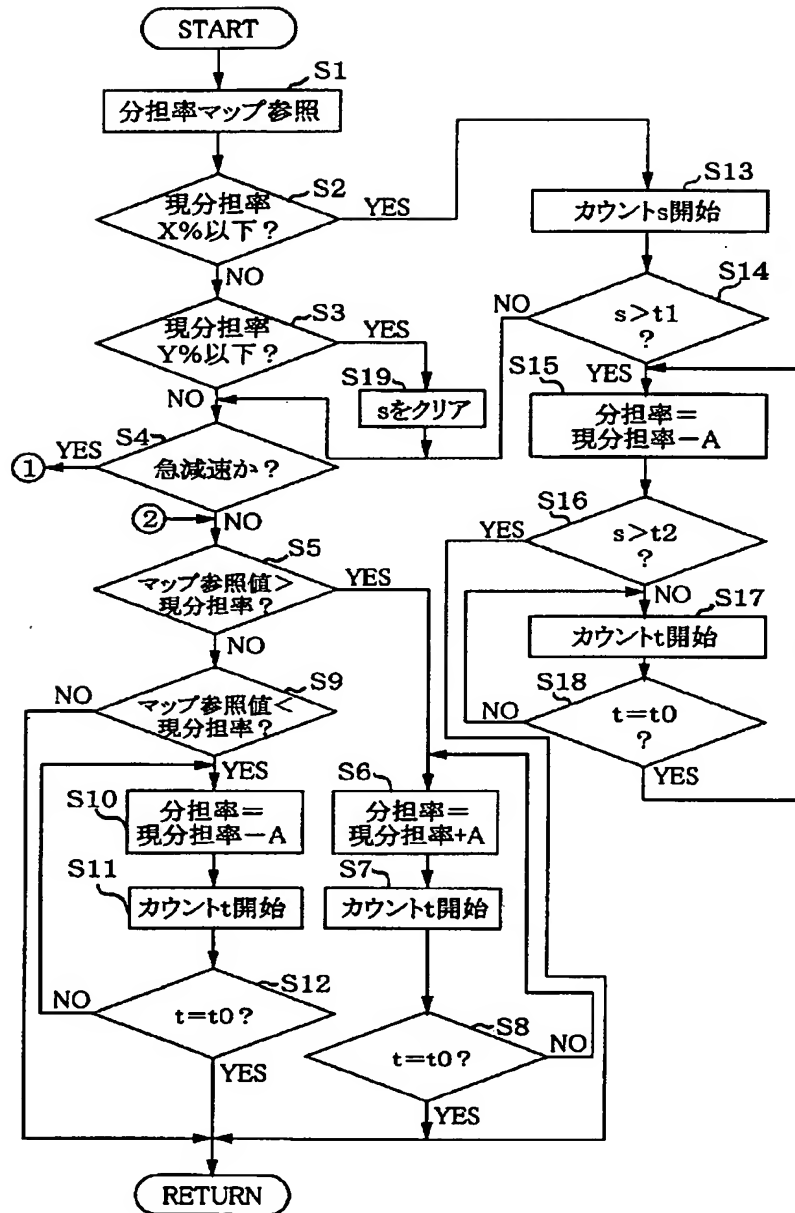 START
S1
分担率マップ参照
S2
現分担率
X%以下?
YES
NO
S13
カウントs開始
S14
s>t1
?
NO
YES
S3
現分担率
Y%以下?
YES
NO
S19
sをクリア
S15
分担率=
現分担率−A
S4
急減速か?
YES
①
②
NO
S16
s>t2
?
YES
NO
S5
マップ参照値>
現分担率?
YES
NO
S17
カウントt開始
S18
t=t0
?
NO
YES
S9
マップ参照値<
現分担率?
NO
YES
S10
分担率=
現分担率−A
S6
分担率=
現分担率+A
S11
カウントt開始
S7
カウントt開始
S12
t=t0?
NO
YES
S8
t=t0?
NO
YES
RETURN